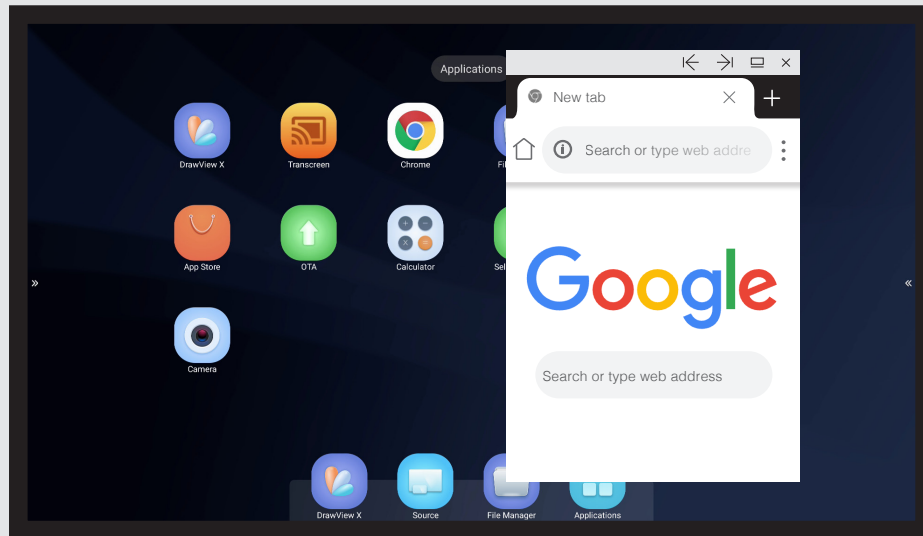 Applications
New tab
Search or type web addre
DrawView X
Transcreen
Chrome
Google
App Store
OTA
Calculator
Search or type web address
Camera
DrawView X
Source
File Manager
Applications